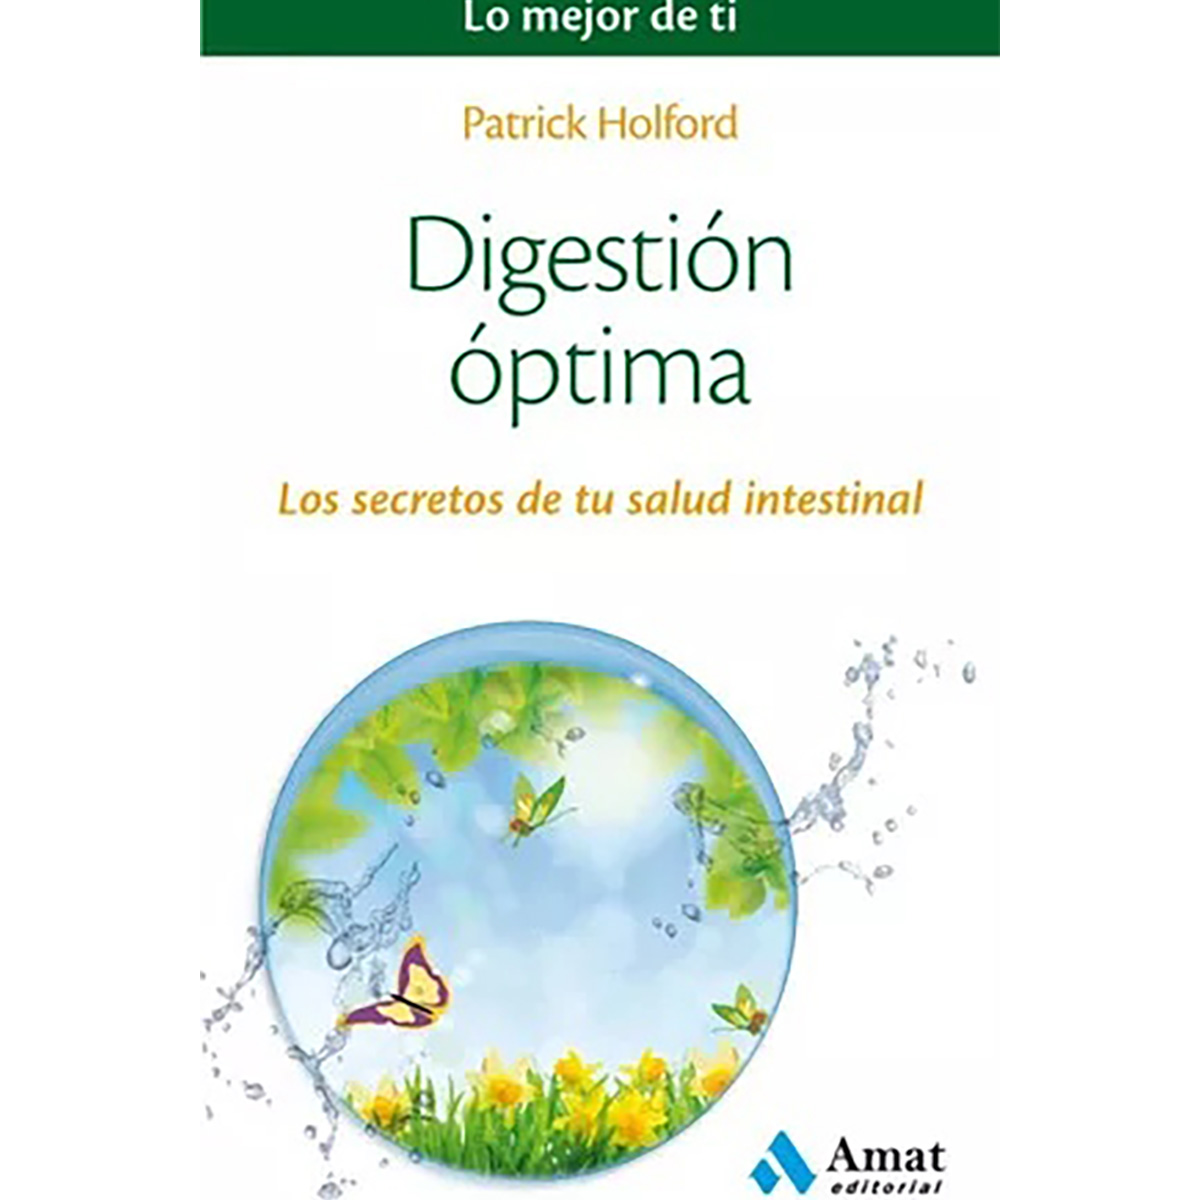 Lo mejor de ti
Patrick Holford
Digestión
óptima
Los secretos de tu salud intestinal
Amat
editorial